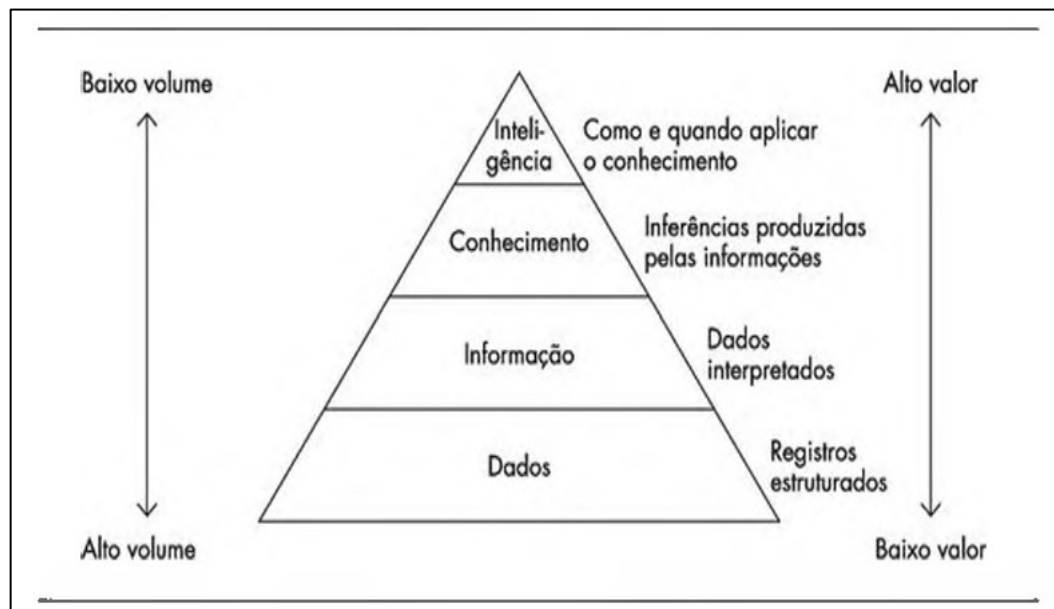 Baixo volume
Alto valor
Inteli-
gência
Como e quando aplicar
o conhecimento
Conhecimento
Inferências produzidas
pelas informações
Informação
Dados
interpretados
Dados
Registros
estruturados
Alto volume
Baixo valor